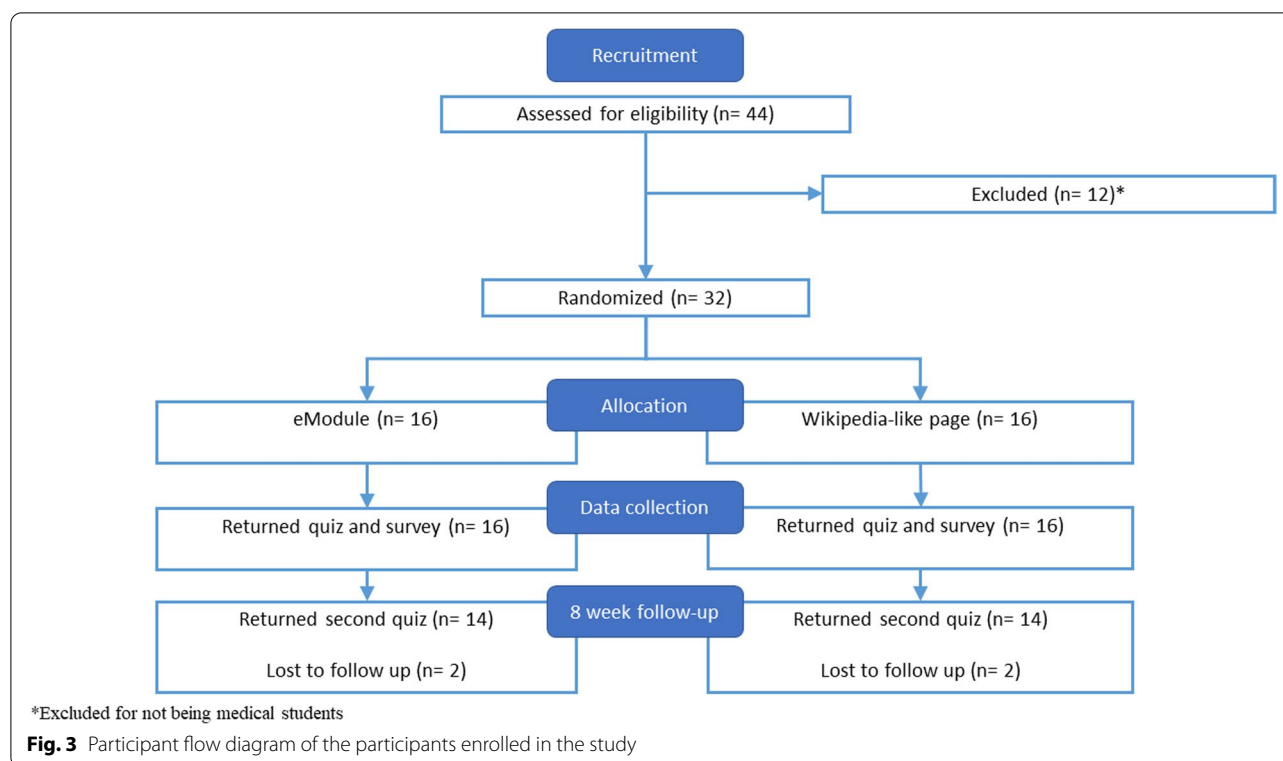 Recruitment
Assessed for eligibility (n= 44)
Excluded (n= 12)*
Randomized (n= 32)
Allocation
eModule (n= 16)
Wikipedia-like page (n= 16)
Data collection
Returned quiz and survey (n= 16)
Returned quiz and survey (n= 16)
8 week follow-up
Returned second quiz (n= 14)
Lost to follow up (n= 2)
Returned second quiz (n= 14)
Lost to follow up (n= 2)
*Excluded for not being medical students
Fig. 3 Participant flow diagram of the participants enrolled in the study